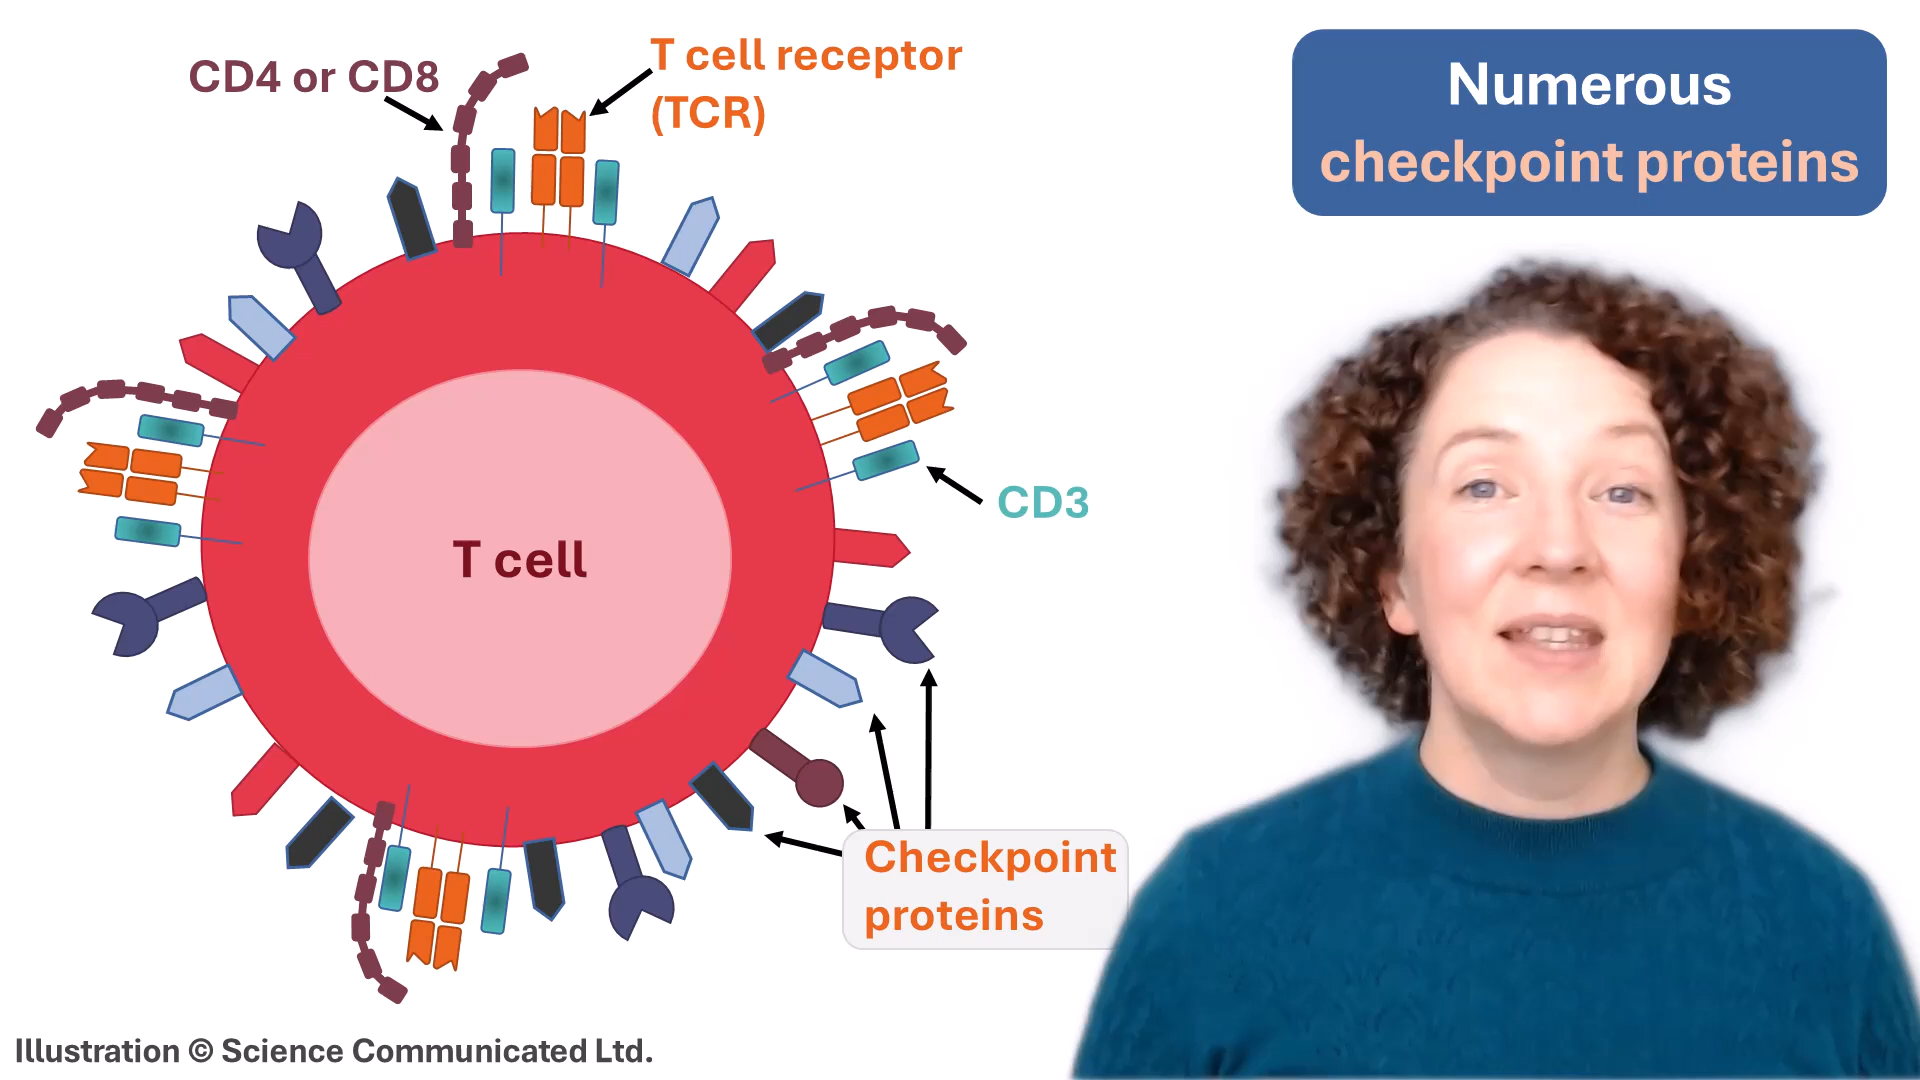 CD4 or CD8
T cell receptor
(TCR)
Numerous
checkpoint proteins
CD3
T cell
Checkpoint
proteins
Illustration © Science Communicated Ltd.